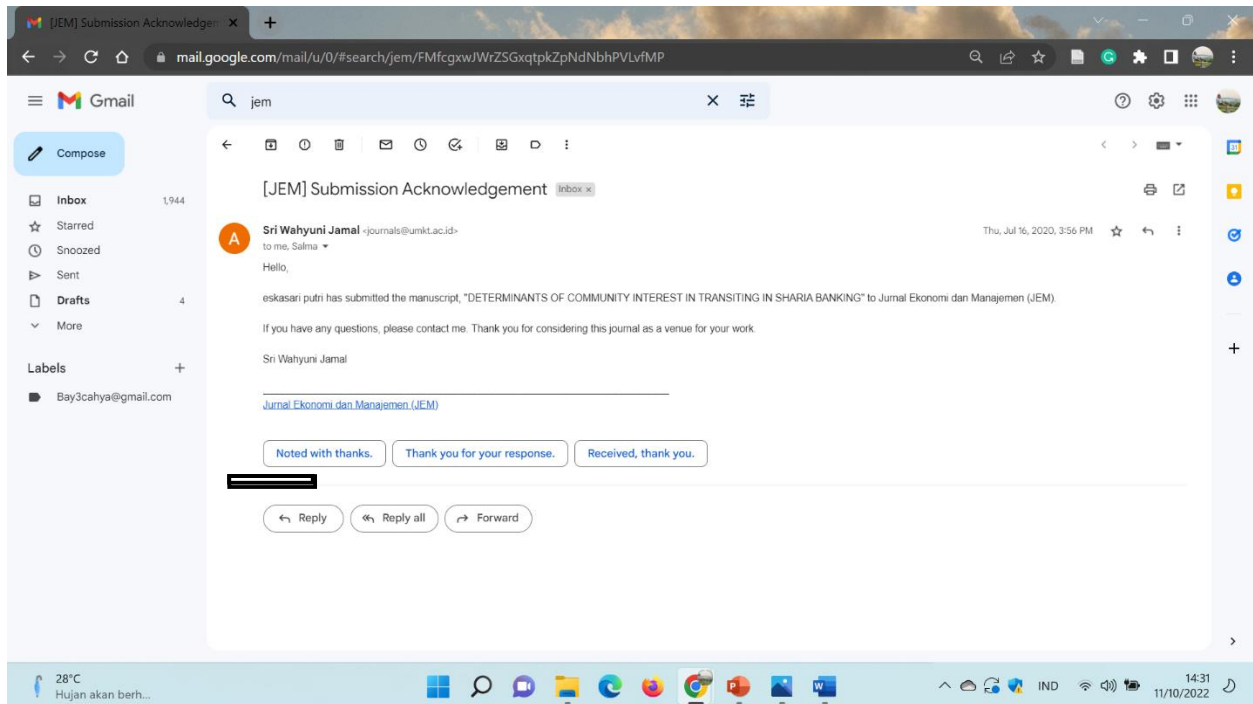 [JEM] Submission Acknowledgem
mail.google.com/mail/u/0/#search/jem/FMfcgxwJWrZSGxqtpkZpNdNbhPVLvfMP
Gmail
jem
Compose
[JEM] Submission Acknowledgement Inbox ×
Inbox 1,944
Starred
Snoozed
Sent
Drafts 4
More
Labels
Bay3cahya@gmail.com
Sri Wahyuni Jamal <journals@umkt.ac.id> Thu, Jul 16, 2020, 3:56 PM
to me, Salma
Hello,
eskasari putri has submitted the manuscript, "DETERMINANTS OF COMMUNITY INTEREST IN TRANSITING IN SHARIA BANKING" to Jurnal Ekonomi dan Manajemen (JEM).
If you have any questions, please contact me. Thank you for considering this journal as a venue for your work.
Sri Wahyuni Jamal
Jurnal Ekonomi dan Manajemen (JEM)
Noted with thanks. Thank you for your response. Received, thank you.
Reply Reply all Forward
28°C
Hujan akan berh...
IND
14:31
11/10/2022